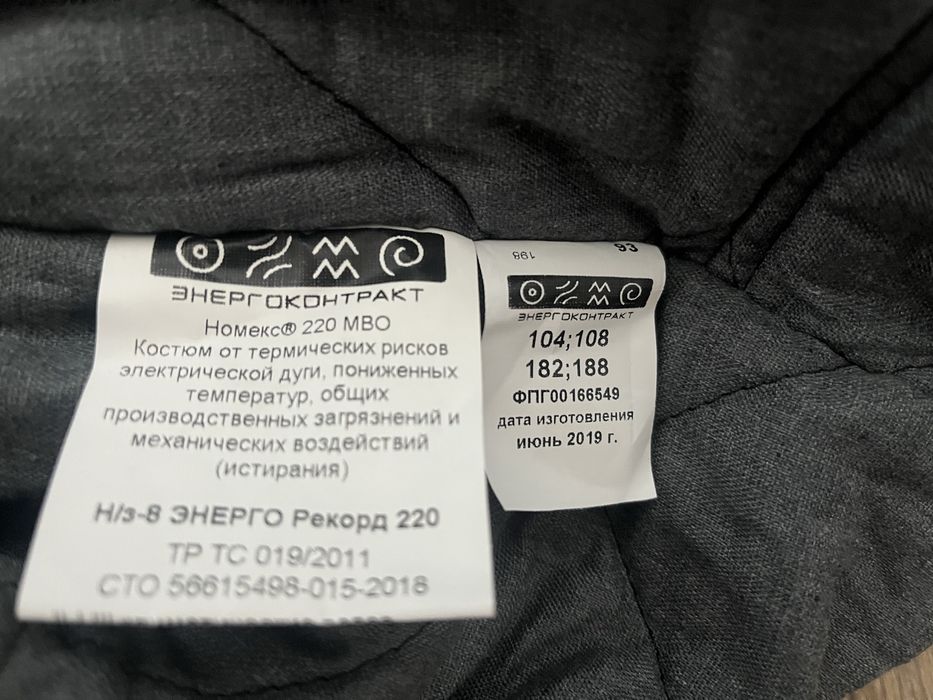 ЭНЕРГОКОНТРАКТ
Номекс® 220 МВО
Костюм от термических рисков
электрической дуги, пониженных
температур, общих
производственных загрязнений и
механических воздействий
(истирания)
Н/з-8 ЭНЕРГО Рекорд 220
ТР ТС 019/2011
СТО 56615498-015-2018
93
198
ЭНЕРГОКОНТРАКТ
104;108
182;188
ФПГ00166549
дата изготовления
июнь 2019 г.